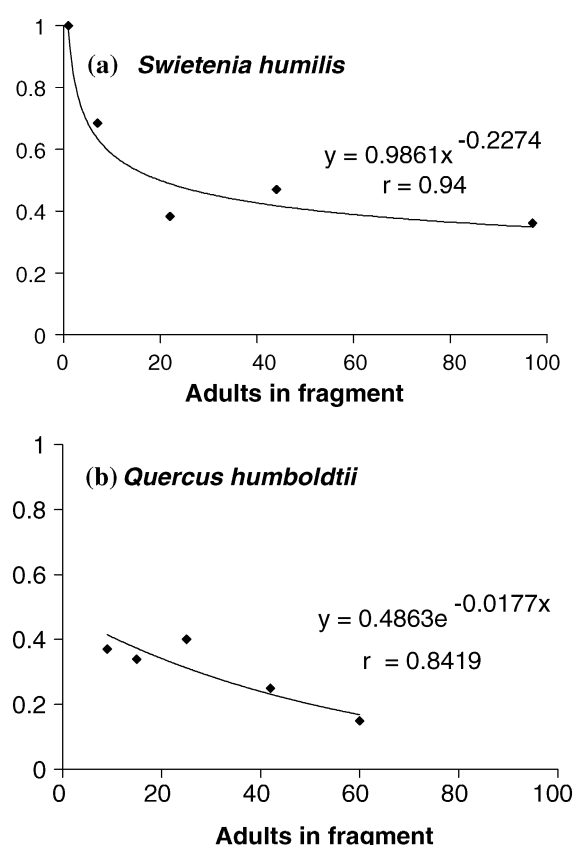 1
(a) Swietenia humilis
0.8
0.6
y = 0.9861x^-0.2274
r = 0.94
0.4
0.2
0
0 20 40 60 80 100
Adults in fragment
1
(b) Quercus humboldtii
0.8
0.6
y = 0.4863e^-0.0177x
r = 0.8419
0.4
0.2
0
0 20 40 60 80 100
Adults in fragment